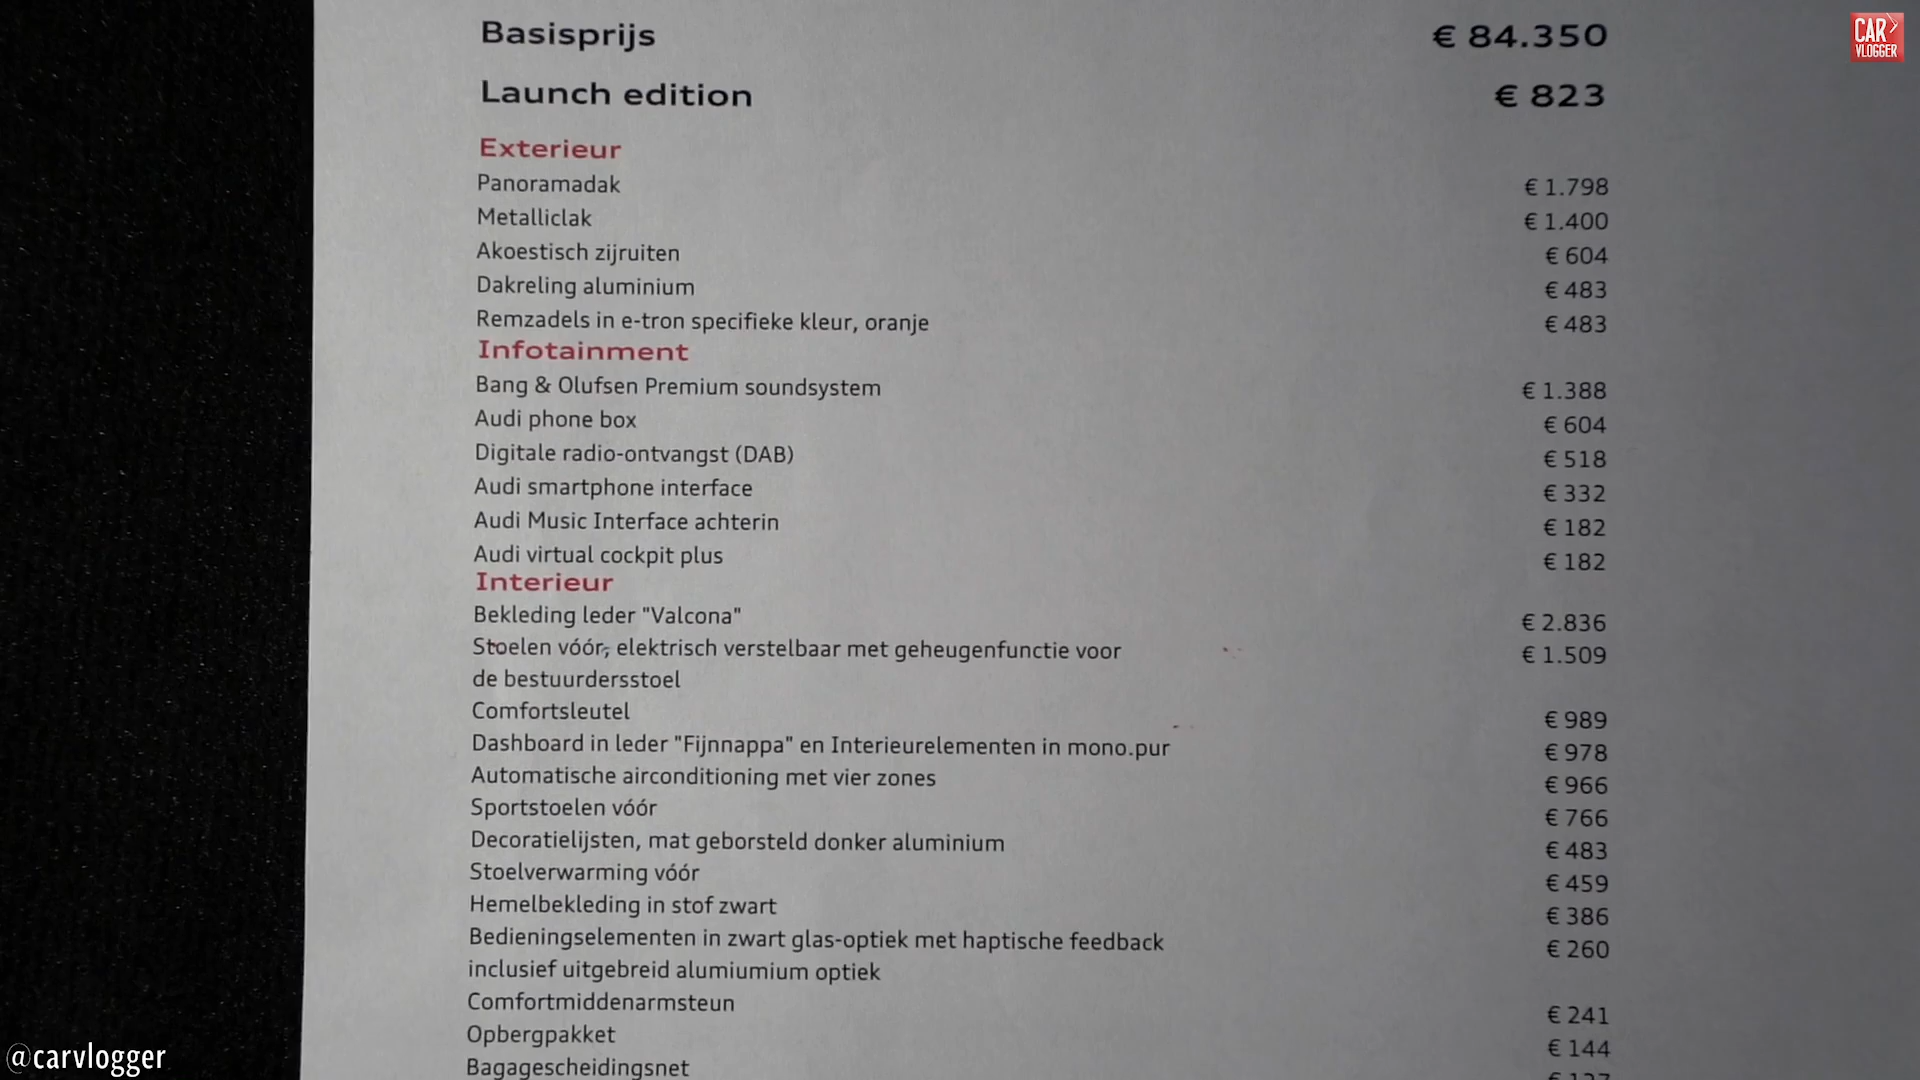 Basisprijs € 84.350
Launch edition € 823
Exterieur
Panoramadak € 1.798
Metalliclak € 1.400
Akoestisch zijruiten € 604
Dakreling aluminium € 483
Remzadels in e-tron specifieke kleur, oranje € 483
Infotainment
Bang & Olufsen Premium soundsystem € 1.388
Audi phone box € 604
Digitale radio-ontvangst (DAB) € 518
Audi smartphone interface € 332
Audi Music Interface achterin € 182
Audi virtual cockpit plus € 182
Interieur
Bekleding leder "Valcona" € 2.836
Stoelen vóór, elektrisch verstelbaar met geheugenfunctie voor € 1.509
de bestuurdersstoel
Comfortsleutel € 989
Dashboard in leder "Fijnnappa" en Interieurelementen in mono.pur € 978
Automatische airconditioning met vier zones € 966
Sportstoelen vóór € 766
Decoratielijsten, mat geborsteld donker aluminium € 483
Stoelverwarming vóór € 459
Hemelbekleding in stof zwart € 386
Bedieningselementen in zwart glas-optiek met haptische feedback € 260
inclusief uitgebreid alumiumium optiek
Comfortmiddenarmsteun € 241
Opbergpakket € 144
Bagagescheidingsnet
CAR VLOGGER
@carvlogger